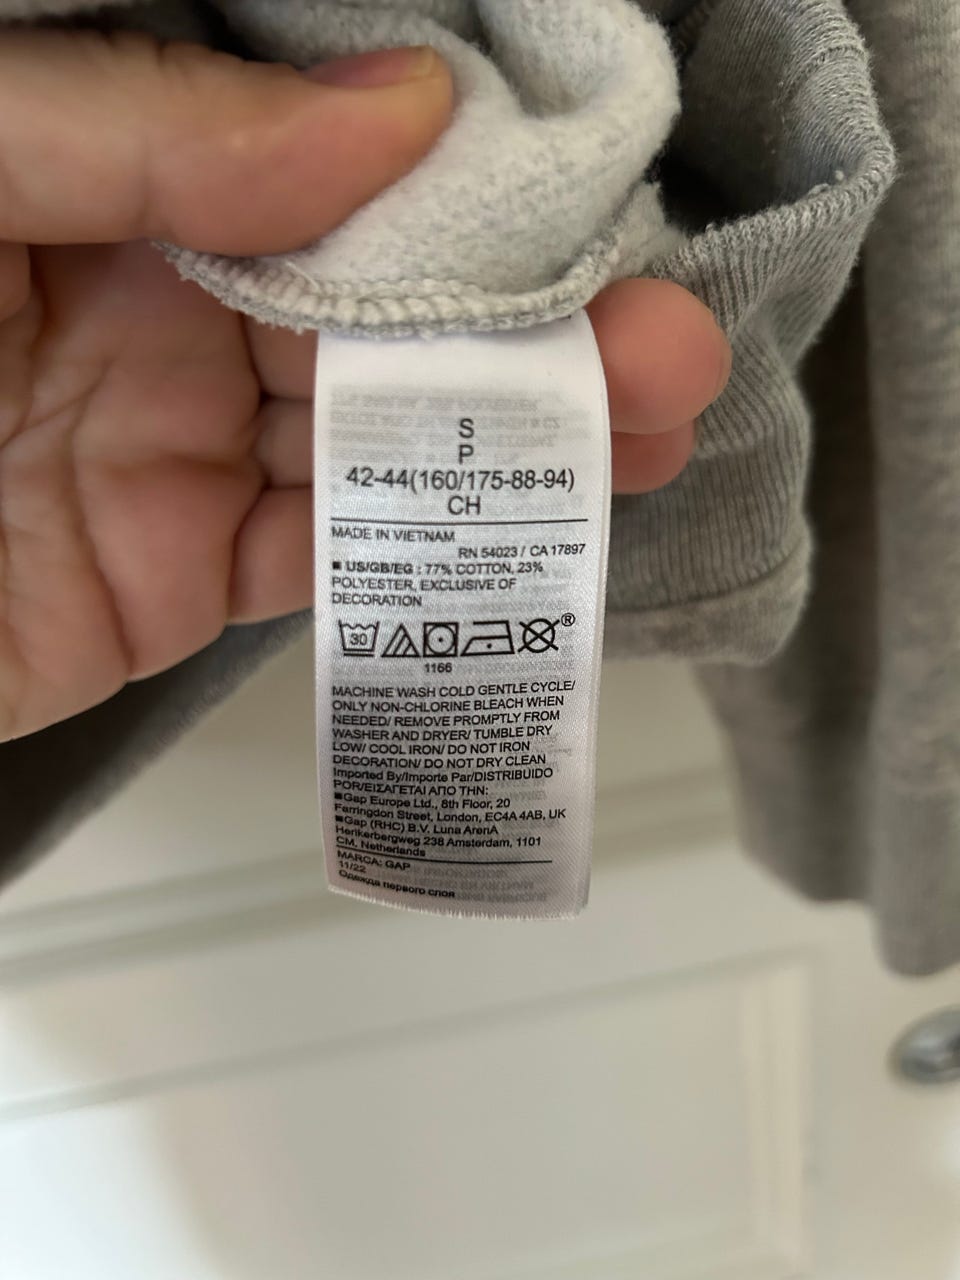 S
P
42-44(160/175-88-94)
CH
MADE IN VIETNAM
RN 54023 / CA 17897
■ US/GB/EG : 77% COTTON, 23%
POLYESTER, EXCLUSIVE OF
DECORATION
30
®
1166
MACHINE WASH COLD GENTLE CYCLE/
ONLY NON-CHLORINE BLEACH WHEN
NEEDED/ REMOVE PROMPTLY FROM
WASHER AND DRYER/ TUMBLE DRY
LOW/ COOL IRON/ DO NOT IRON
DECORATION/ DO NOT DRY CLEAN
Imported By/Importe Par/DISTRIBUIDO
POR/ΕΙΣΑΓΕΤΑΙ ΑΠΟ ΤΗΝ:
■Gap Europe Ltd., 8th Floor, 20
Farringdon Street, London, EC4A 4AB, UK
■Gap (RHC) B.V. Luna ArenA
Herikerbergweg 238 Amsterdam, 1101
CM, Netherlands
MARCA: GAP
11/22
Одежда первого слоя